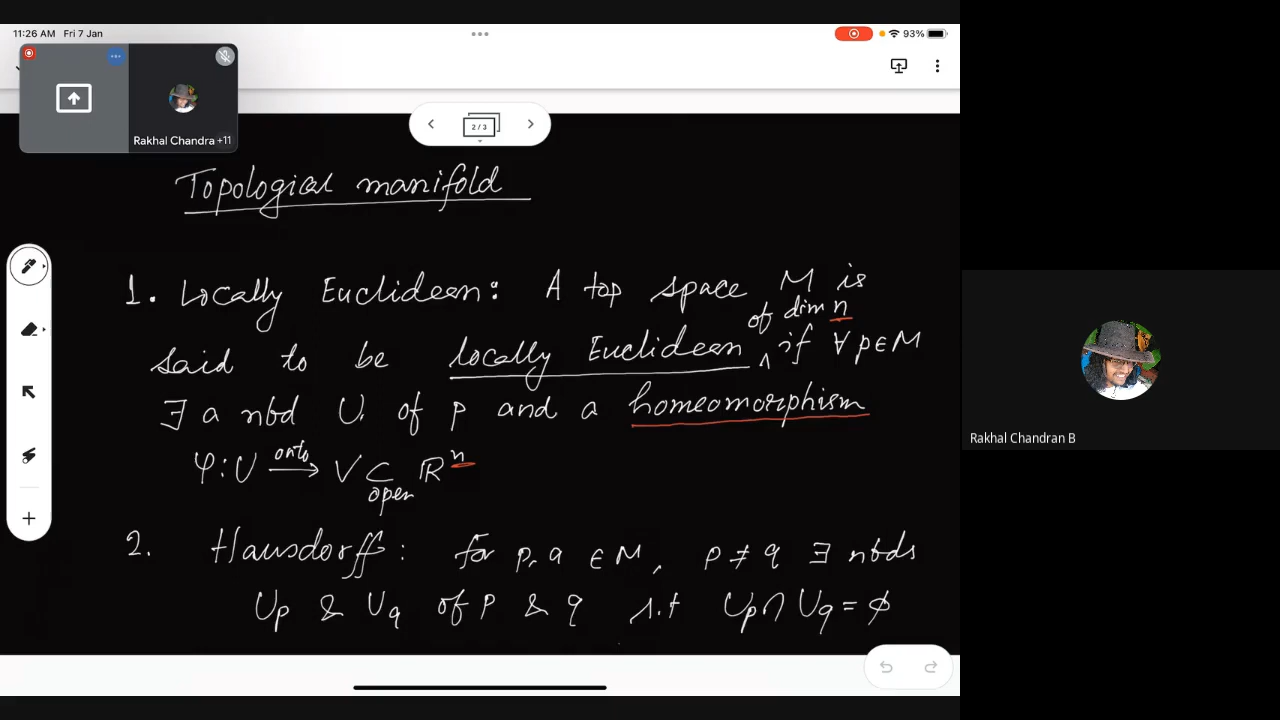 11:26 AM Fri 7 Jan
93%
Rakhal Chandra +11
2 / 3
Topological manifold
1. Locally Euclidean: A top space M is
said to be locally Euclidean ^ of dim n if ∀ p ∈ M
∃ a nbd U of p and a homeomorphism
φ: U onto → V ⊂ open ℝⁿ
2. Hausdorff: for p, q ∈ M, p ≠ q ∃ nbds
Up & Uq of p & q s.t Up ∩ Uq = ϕ
Rakhal Chandran B